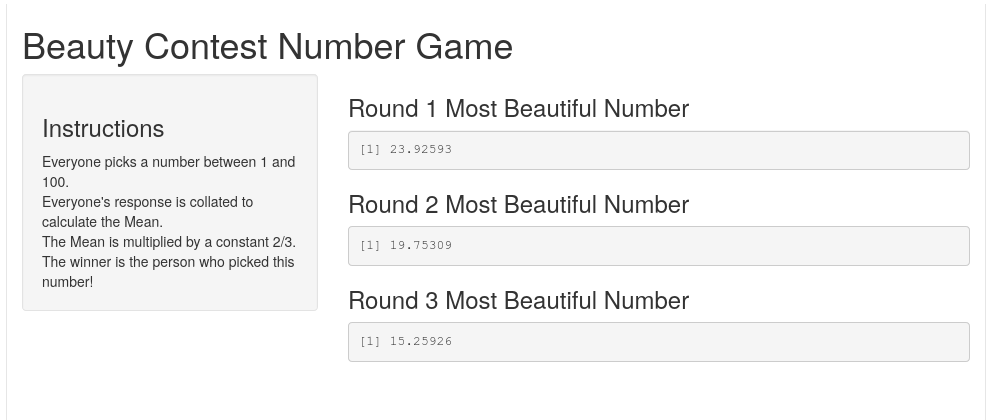 Beauty Contest Number Game
Instructions
Everyone picks a number between 1 and
100.
Everyone's response is collated to
calculate the Mean.
The Mean is multiplied by a constant 2/3.
The winner is the person who picked this
number!
Round 1 Most Beautiful Number
[1] 23.92593
Round 2 Most Beautiful Number
[1] 19.75309
Round 3 Most Beautiful Number
[1] 15.25926